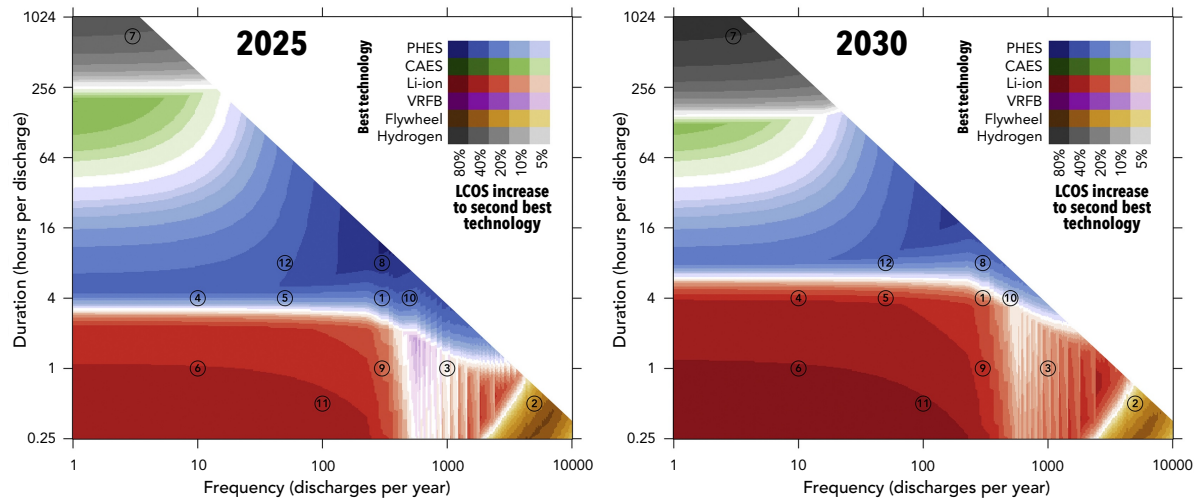 2025
Best technology
PHES
CAES
Li-ion
VRFB
Flywheel
Hydrogen
80%
40%
20%
10%
5%
LCOS increase
to second best
technology
Duration (hours per discharge)
1024
256
64
16
4
1
0.25
7
12
8
4
5
1
10
6
9
3
11
2
1
10
100
1000
10000
Frequency (discharges per year)
2030
Best technology
PHES
CAES
Li-ion
VRFB
Flywheel
Hydrogen
80%
40%
20%
10%
5%
LCOS increase
to second best
technology
Duration (hours per discharge)
1024
256
64
16
4
1
0.25
7
12
8
4
5
1
10
6
9
3
11
2
1
10
100
1000
10000
Frequency (discharges per year)